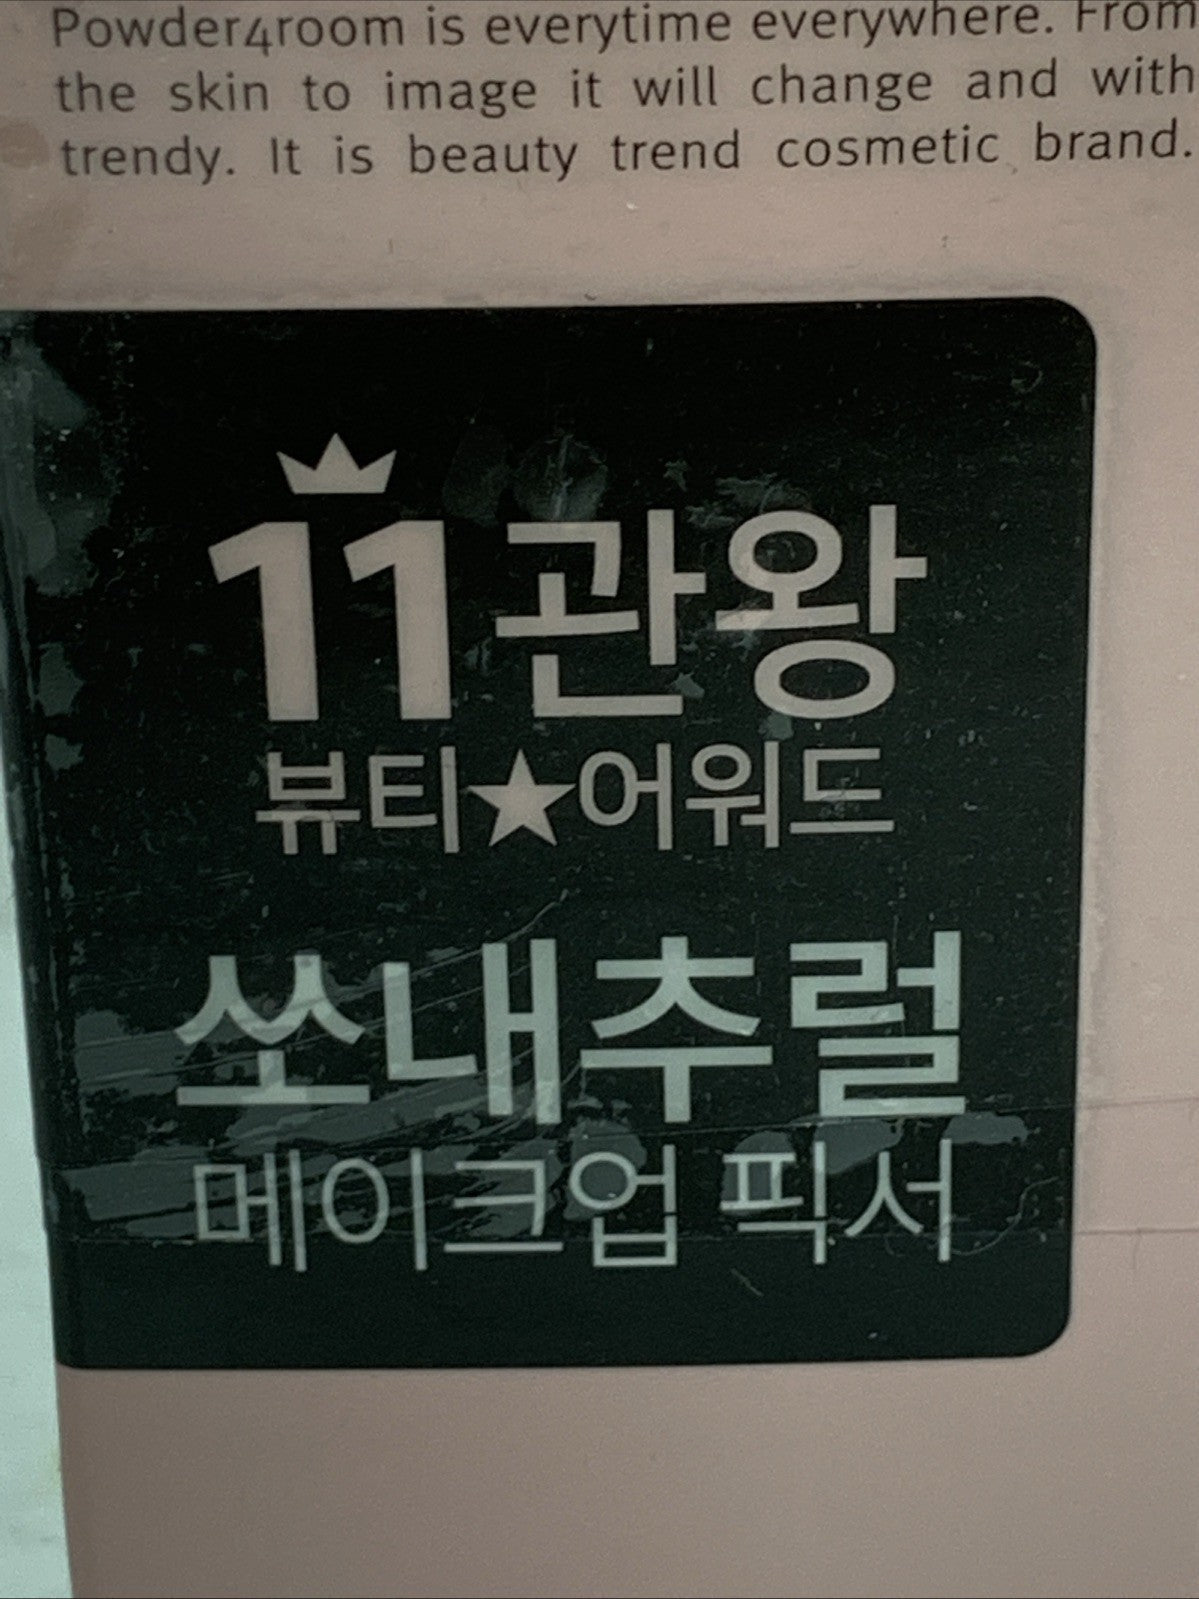 Powder4room is everytime everywhere. From
the skin to image it will change and with
trendy. It is beauty trend cosmetic brand.
11관왕
뷰티★어워드
쏘내추럴
메이크업 픽서